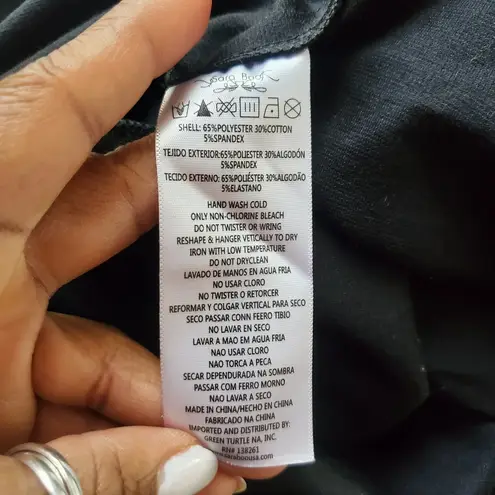 SHELL: 65%POLYESTER 30%COTTON
5%SPANDEX
TEJIDO EXTERIOR:65%POLIÉSTER 30%ALGODÓN
5%SPANDEX
TECIDO EXTERNO: 65%POLIÉSTER 30%ALGODÃO
5%ELASTANO
HAND WASH COLD
ONLY NON-CHLORINE BLEACH
DO NOT TWISTER OR WRING
RESHAPE & HANGER VETICALLY TO DRY
IRON WITH LOW TEMPERATURE
DO NOT DRYCLEAN
LAVADO DE MANOS EN AGUA FRIA
NO USAR CLORO
NO TWISTAR O RETORCER
REFORMAR Y COLGAR VERTICAL PARA SECO
SECO PASSAR CONN FEERO TIBIO
NO LAVAR EN SECO
LAVAR A MAO EM AGUA FRIA
NAO USAR CLORO
NAO TORCA A PECA
SECAR DEPENDURADA NA SOMBRA
PASSAR COM FERRO MORNO
NAO LAVAR A SECO
MADE IN CHINA/HECHO EN CHINA
FABRICADO IN CHINA
IMPORTED AND DISTRIBUTED BY:
GREEN TURTLE NA, INC.
RN# 138261